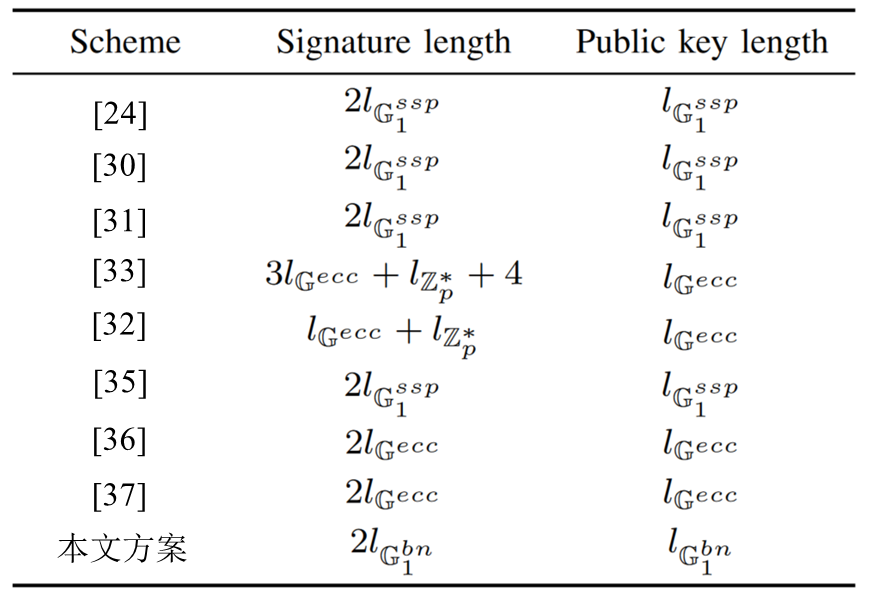 Scheme Signature length Public key length
[24] $2l_{\mathbb{G}_1^{ssp}}$ $l_{\mathbb{G}_1^{ssp}}$
[30] $2l_{\mathbb{G}_1^{ssp}}$ $l_{\mathbb{G}_1^{ssp}}$
[31] $2l_{\mathbb{G}_1^{ssp}}$ $l_{\mathbb{G}_1^{ssp}}$
[33] $3l_{\mathbb{G}^{ecc}} + l_{\mathbb{Z}_p^*} + 4$ $l_{\mathbb{G}^{ecc}}$
[32] $l_{\mathbb{G}^{ecc}} + l_{\mathbb{Z}_p^*}$ $l_{\mathbb{G}^{ecc}}$
[35] $2l_{\mathbb{G}_1^{ssp}}$ $l_{\mathbb{G}_1^{ssp}}$
[36] $2l_{\mathbb{G}^{ecc}}$ $l_{\mathbb{G}^{ecc}}$
[37] $2l_{\mathbb{G}^{ecc}}$ $l_{\mathbb{G}^{ecc}}$
本文方案 $2l_{\mathbb{G}_1^{bn}}$ $l_{\mathbb{G}_1^{bn}}$